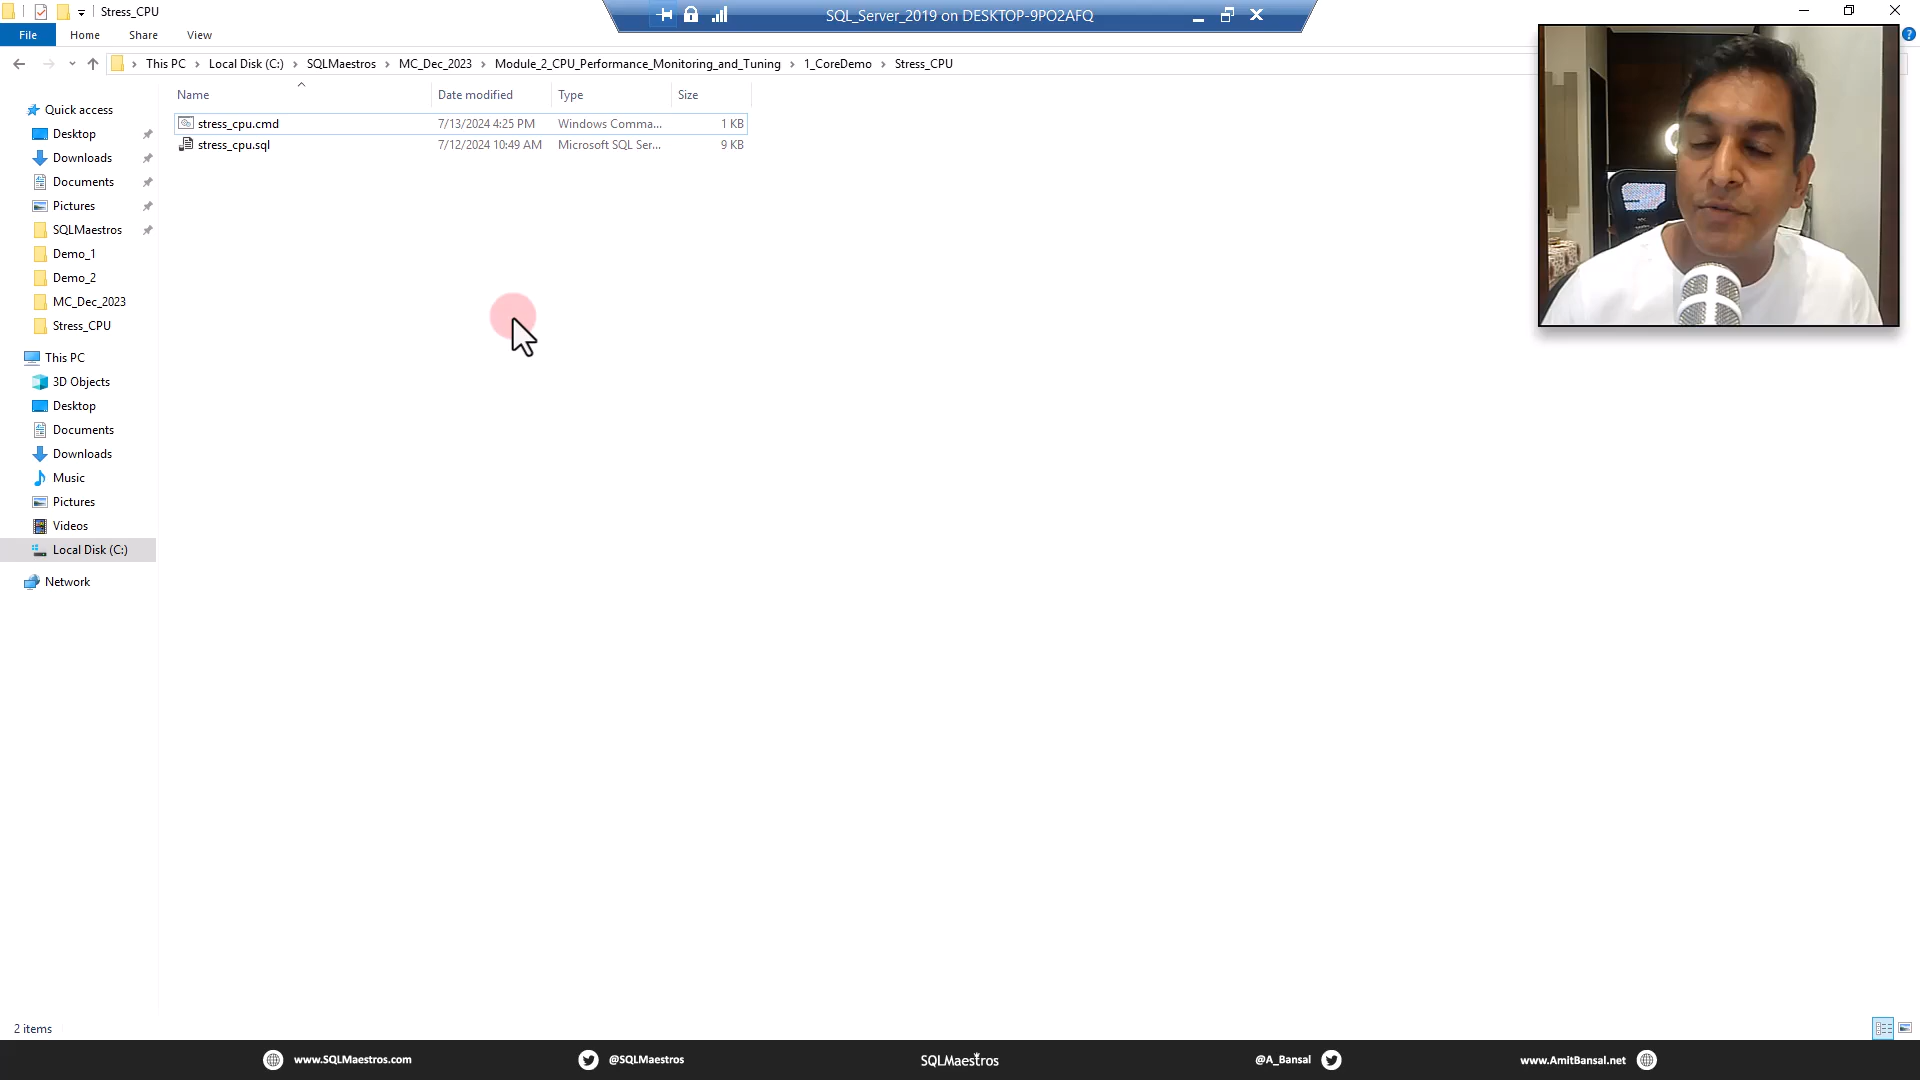 Stress_CPU
SQL_Server_2019 on DESKTOP-9PO2AFQ
File Home Share View
This PC Local Disk (C:) SQLMaestros MC_Dec_2023 Module_2_CPU_Performance_Monitoring_and_Tuning 1_CoreDemo Stress_CPU
Name Date modified Type Size
stress_cpu.cmd 7/13/2024 4:25 PM Windows Comma... 1 KB
stress_cpu.sql 7/12/2024 10:49 AM Microsoft SQL Ser... 9 KB
Quick access
Desktop
Downloads
Documents
Pictures
SQLMaestros
Demo_1
Demo_2
MC_Dec_2023
Stress_CPU
This PC
3D Objects
Desktop
Documents
Downloads
Music
Pictures
Videos
Local Disk (C:)
Network
2 items
www.SQLMaestros.com @SQLMaestros SQLMaestros @A_Bansal www.AmitBansal.net